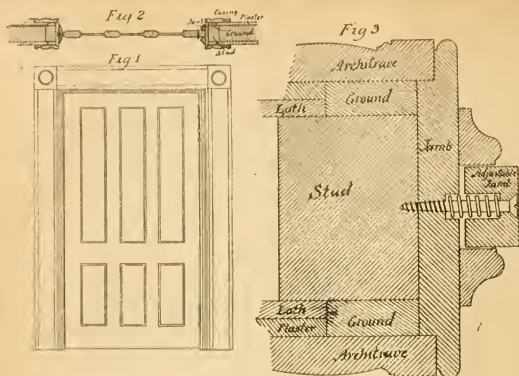 Fig 2
Casing
Jamb
Plaster
Ground
Stud
Fig 1
Fig 3
Architrave
Ground
Lath
Jamb
Adjustable
Jamb
Stud
Lath
Plaster
Ground
Architrave